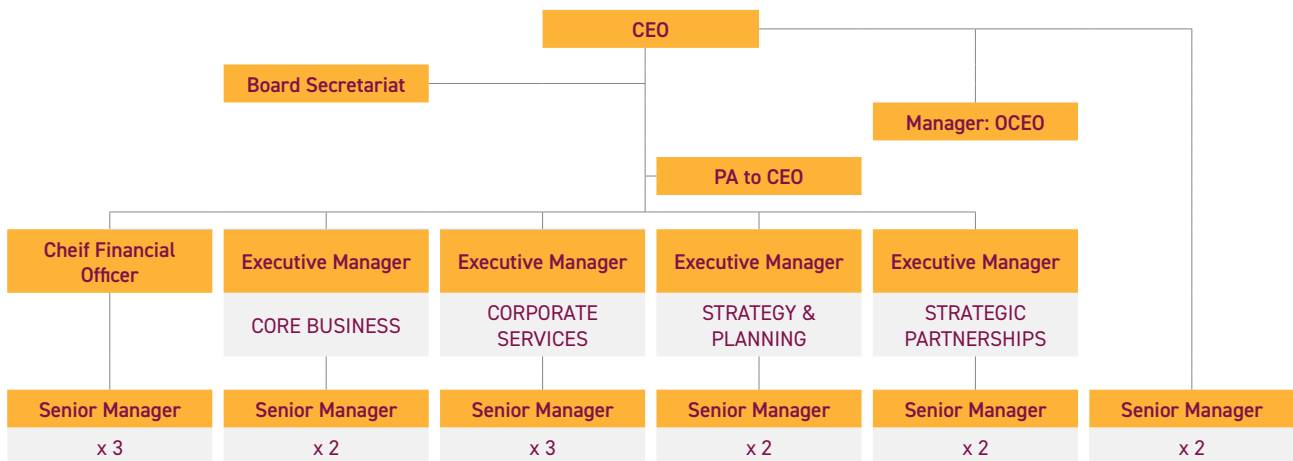 CEO
Board Secretariat
Manager: OCEO
PA to CEO
Cheif Financial
Officer
Executive Manager
CORE BUSINESS
Executive Manager
CORPORATE
SERVICES
Executive Manager
STRATEGY &
PLANNING
Executive Manager
STRATEGIC
PARTNERSHIPS
Senior Manager
x 3
Senior Manager
x 2
Senior Manager
x 3
Senior Manager
x 2
Senior Manager
x 2
Senior Manager
x 2